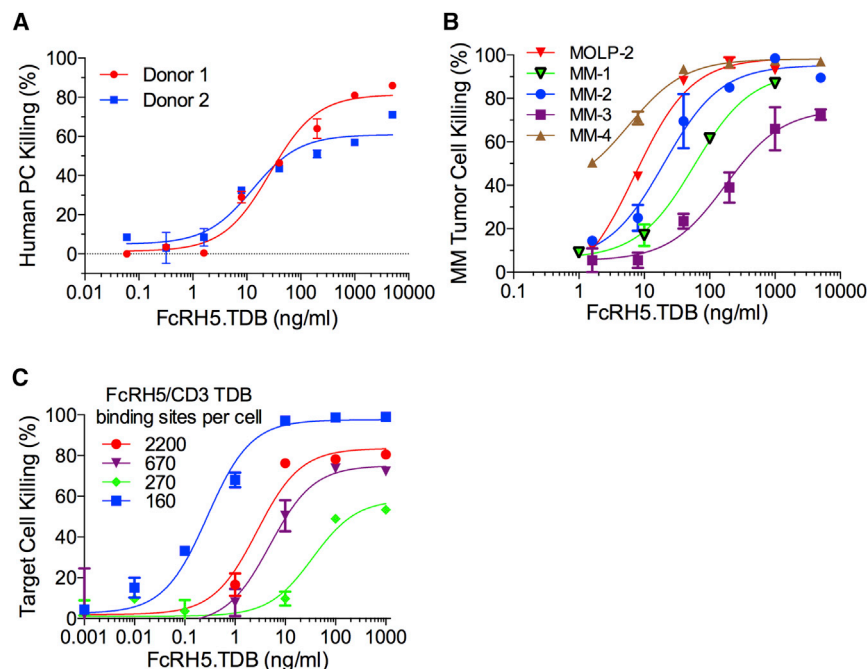 A
Human PC Killing (%)
100
80
60
40
20
0
Donor 1
Donor 2
0.01 0.1 1 10 100 1000 10000
FcRH5.TDB (ng/ml)
B
MM Tumor Cell Killing (%)
100
80
60
40
20
0
MOLP-2
MM-1
MM-2
MM-3
MM-4
0.1 1 10 100 1000 10000
FcRH5.TDB (ng/ml)
C
Target Cell Killing (%)
100
80
60
40
20
0
FcRH5/CD3 TDB
binding sites per cell
2200
670
270
160
0.001 0.01 0.1 1 10 100 1000
FcRH5.TDB (ng/ml)